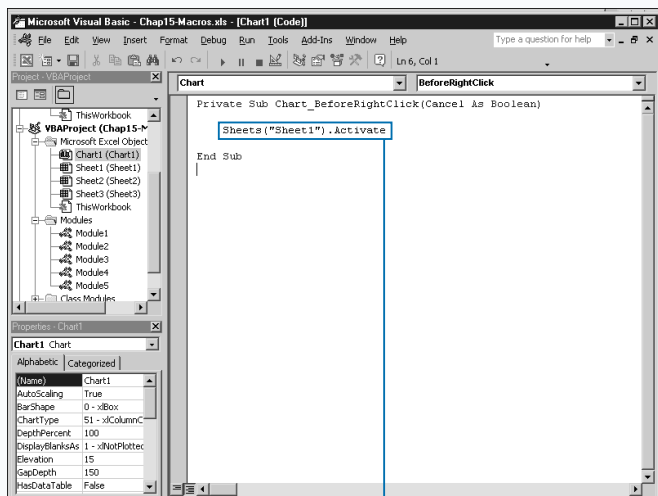 Microsoft Visual Basic - Chap15-Macros.xls - [Chart1 (Code)]
File Edit View Insert Format Debug Run Tools Add-Ins Window Help Type a question for help
Ln 6, Col 1
Project - VBAProject
Chart BeforeRightClick
ThisWorkbook
VBAProject (Chap15-M
Microsoft Excel Object
Chart1 (Chart1)
Sheet1 (Sheet1)
Sheet2 (Sheet2)
Sheet3 (Sheet3)
ThisWorkbook
Modules
Module1
Module2
Module3
Module4
Module5
Class Modules
Private Sub Chart_BeforeRightClick(Cancel As Boolean)
Sheets("Sheet1").Activate
End Sub
Properties - Chart1
Chart1 Chart
Alphabetic Categorized
(Name) Chart1
AutoScaling True
BarShape 0 - xlBox
ChartType 51 - xlColumnC
DepthPercent 100
DisplayBlanksAs 1 - xlNotPlotted
Elevation 15
GapDepth 150
HasDataTable False